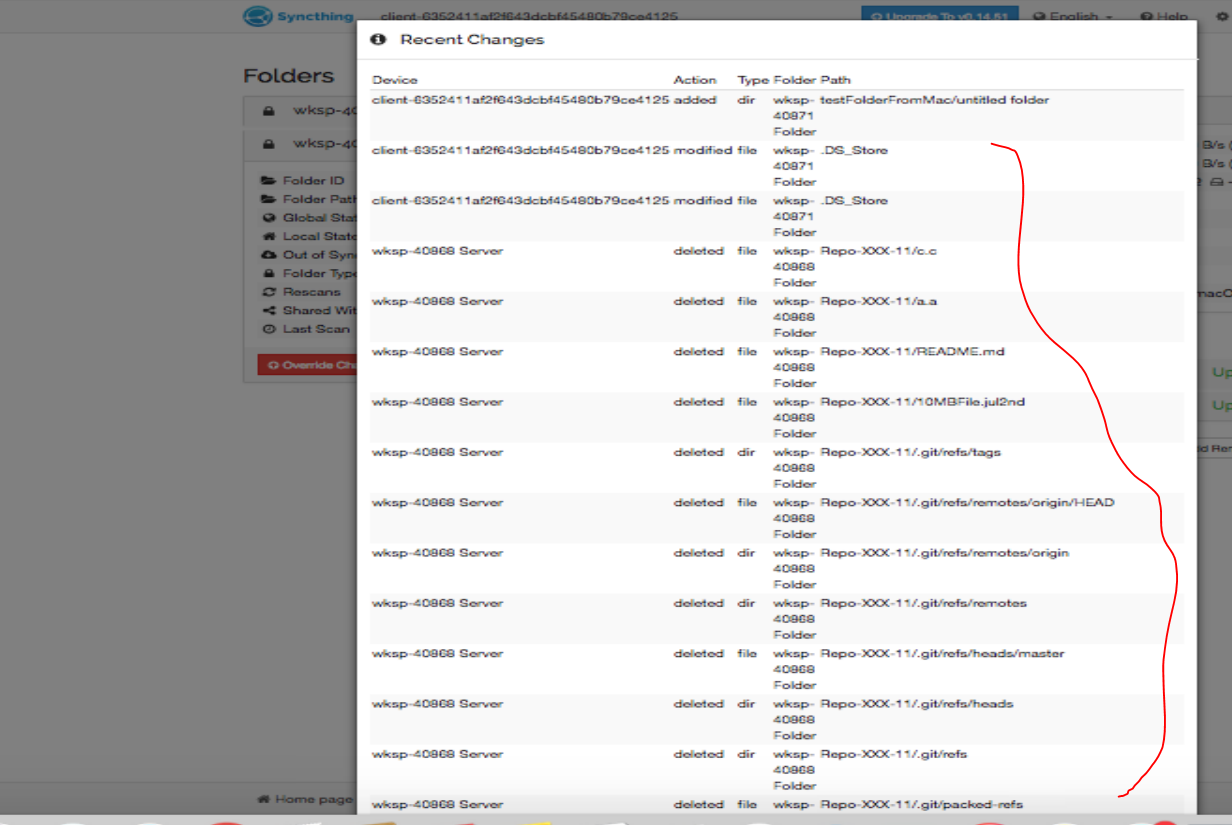 Syncthing client-6352411af2f643dcbf45480b79ce4125 Upgrade To v0.14.51 English Help
Recent Changes
Folders
Device Action Type Folder Path
client-6352411af2f643dcbf45480b79ce4125 added dir wksp- testFolderFromMac/untitled folder
40871
Folder
client-6352411af2f643dcbf45480b79ce4125 modified file wksp- .DS_Store
40871
Folder
client-6352411af2f643dcbf45480b79ce4125 modified file wksp- .DS_Store
40871
Folder
wksp-40868 Server deleted file wksp- Repo-XXX-11/c.c
40868
Folder
wksp-40868 Server deleted file wksp- Repo-XXX-11/a.a
40868
Folder
wksp-40868 Server deleted file wksp- Repo-XXX-11/README.md
40868
Folder
wksp-40868 Server deleted file wksp- Repo-XXX-11/10MBFile.jul2nd
40868
Folder
wksp-40868 Server deleted dir wksp- Repo-XXX-11/.git/refs/tags
40868
Folder
wksp-40868 Server deleted file wksp- Repo-XXX-11/.git/refs/remotes/origin/HEAD
40868
Folder
wksp-40868 Server deleted dir wksp- Repo-XXX-11/.git/refs/remotes/origin
40868
Folder
wksp-40868 Server deleted dir wksp- Repo-XXX-11/.git/refs/remotes
40868
Folder
wksp-40868 Server deleted file wksp- Repo-XXX-11/.git/refs/heads/master
40868
Folder
wksp-40868 Server deleted dir wksp- Repo-XXX-11/.git/refs/heads
40868
Folder
wksp-40868 Server deleted dir wksp- Repo-XXX-11/.git/refs
40868
Folder
wksp-40868 Server deleted file wksp- Repo-XXX-11/.git/packed-refs
wksp-40
wksp-40
Folder ID
Folder Path
Global Stat
Local State
Out of Syn
Folder Type
Rescans
Shared Wit
Last Scan
Override Cha
Home page
B/s (
B/s (
macO
Up
Up
d Rem